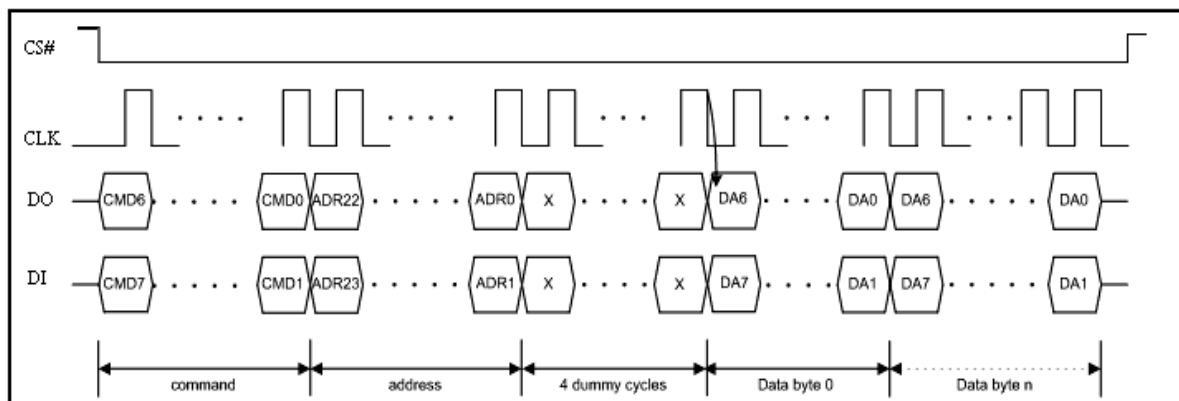 CS#
CLK
DO CMD6 CMD0 ADR22 ADR0 X X DA6 DA0 DA6 DA0
DI CMD7 CMD1 ADR23 ADR1 X X DA7 DA1 DA7 DA1
command address 4 dummy cycles Data byte 0 Data byte n